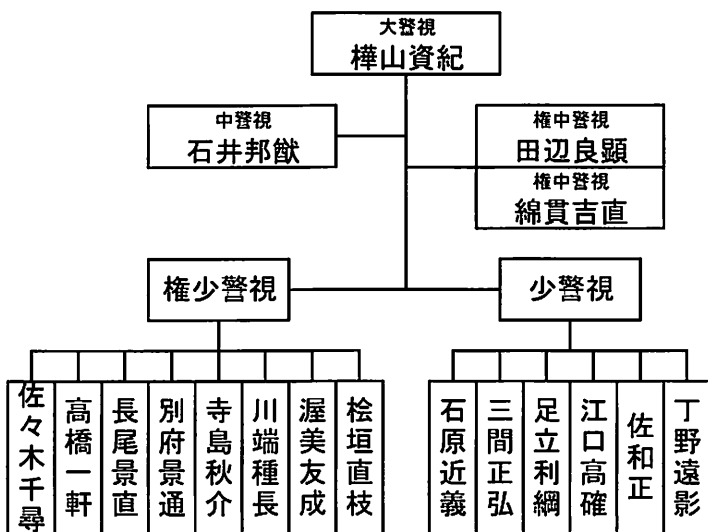 大警視
樺山資紀
中警視
石井邦猷
権中警視
田辺良顕
権中警視
綿貫吉直
権少警視
少警視
佐々木千尋
高橋一軒
長尾景直
別府景通
寺島秋介
川端種長
渥美友成
桧垣直枝
石原近義
三間正弘
足立利綱
江口高確
佐和正
丁野遠影